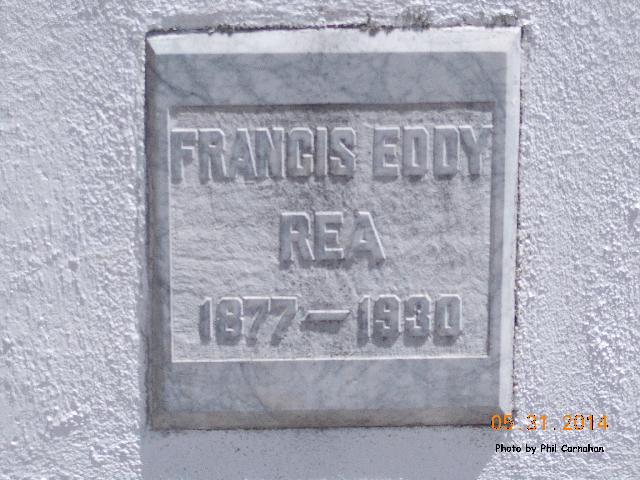 FRANCIS EDDY
REA
1877—1930
05.31.2014
Photo by Phil Carnahan